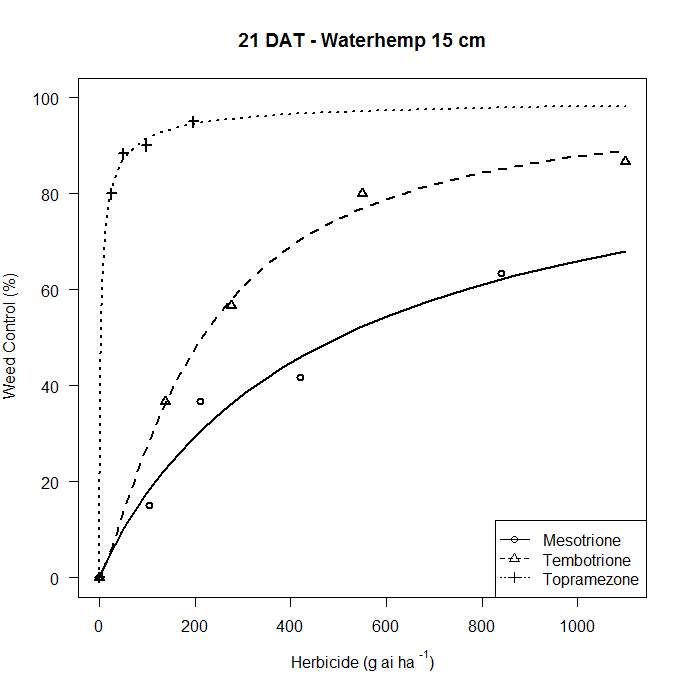 21 DAT - Waterhemp 15 cm
100
80
60
40
20
0
Weed Control (%)
0 200 400 600 800 1000
Herbicide (g ai ha -1)
Mesotrione
Tembotrione
Topramezone